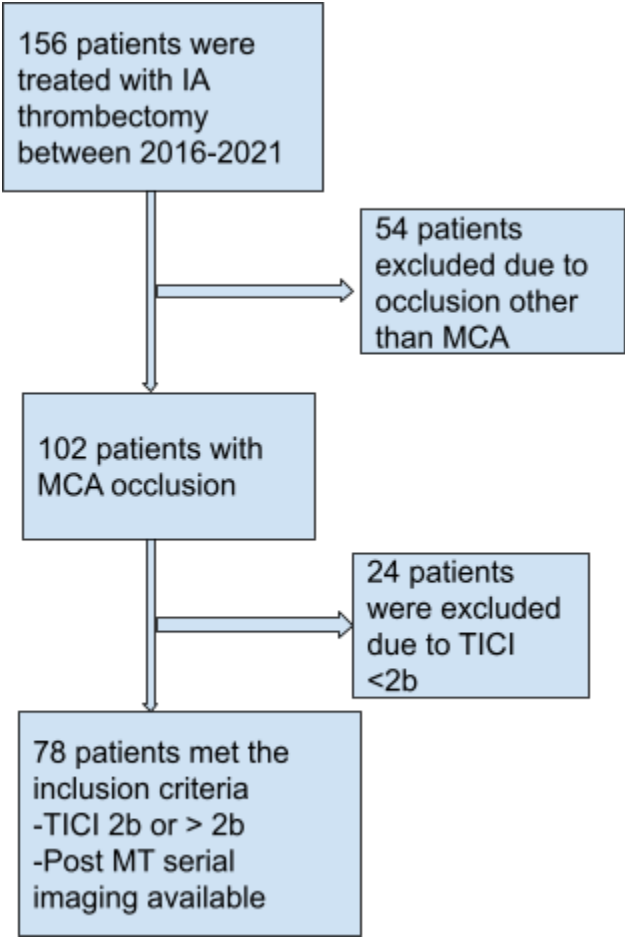 156 patients were
treated with IA
thrombectomy
between 2016-2021
54 patients
excluded due to
occlusion other
than MCA
102 patients with
MCA occlusion
24 patients
were excluded
due to TICI
<2b
78 patients met the
inclusion criteria
-TICI 2b or > 2b
-Post MT serial
imaging available